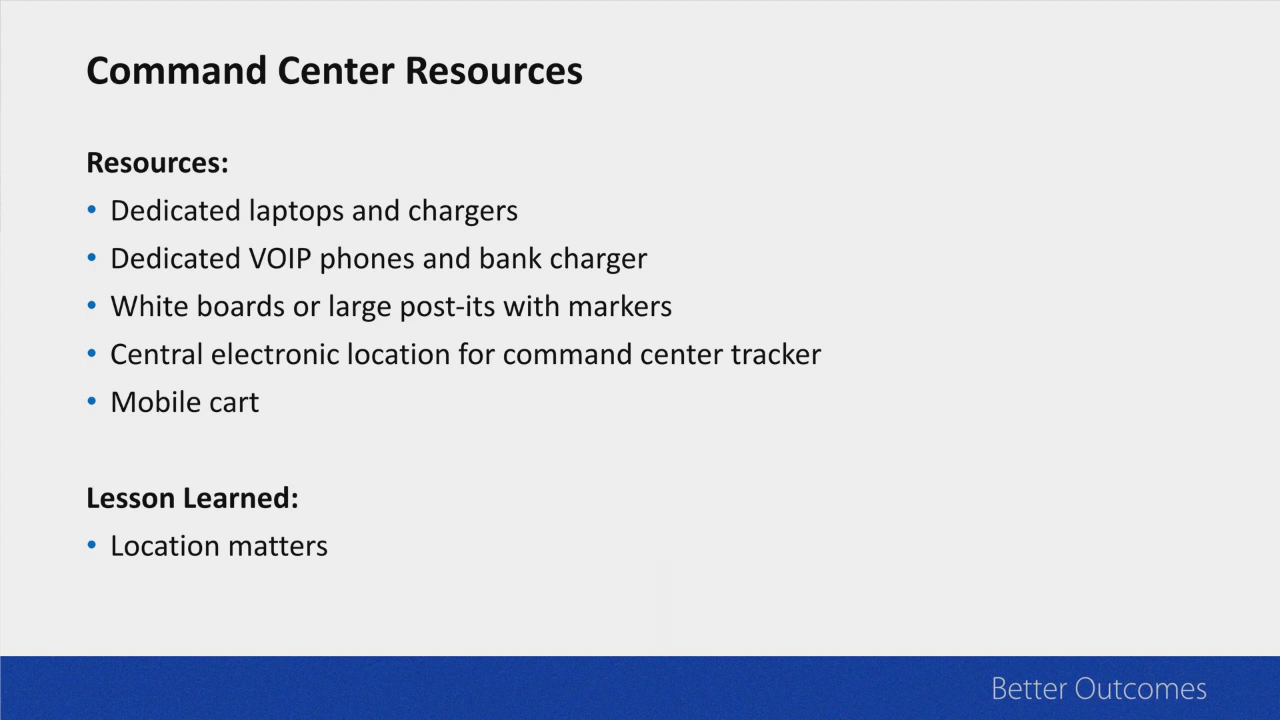 Command Center Resources
Resources:
• Dedicated laptops and chargers
• Dedicated VOIP phones and bank charger
• White boards or large post-its with markers
• Central electronic location for command center tracker
• Mobile cart
Lesson Learned:
• Location matters
Better Outcomes